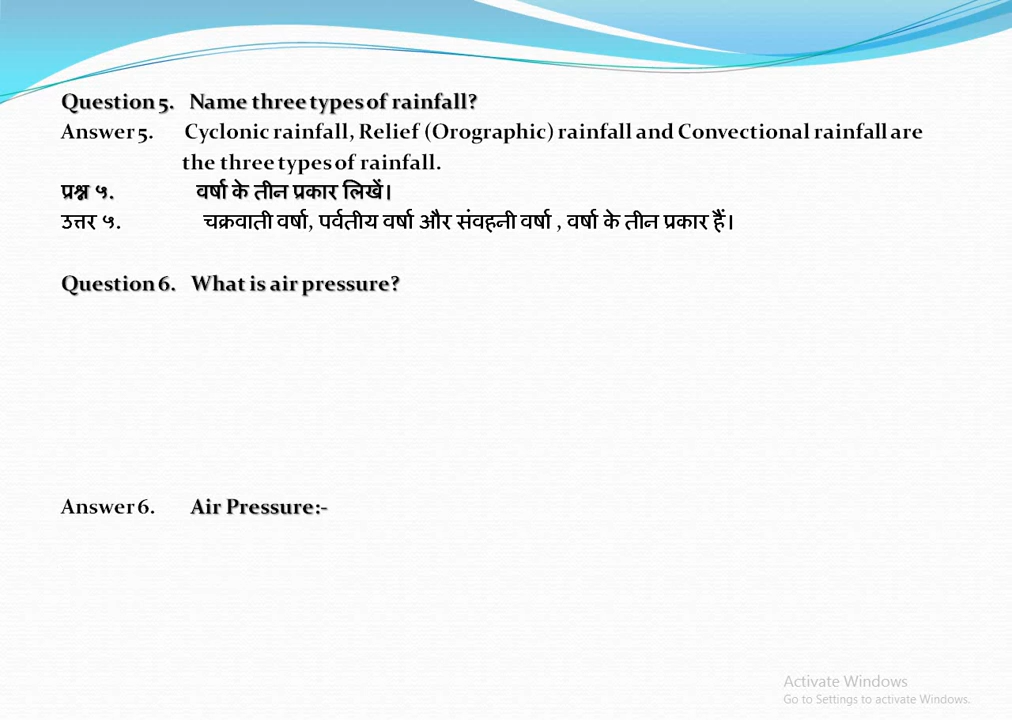 Question 5. Name three types of rainfall?
Answer 5. Cyclonic rainfall, Relief (Orographic) rainfall and Convectional rainfall are
the three types of rainfall.
प्रश्न ५. वर्षा के तीन प्रकार लिखें।
उत्तर ५. चक्रवाती वर्षा, पर्वतीय वर्षा और संवहनी वर्षा , वर्षा के तीन प्रकार हैं।
Question 6. What is air pressure?
Answer 6. Air Pressure:-
Activate Windows
Go to Settings to activate Windows.